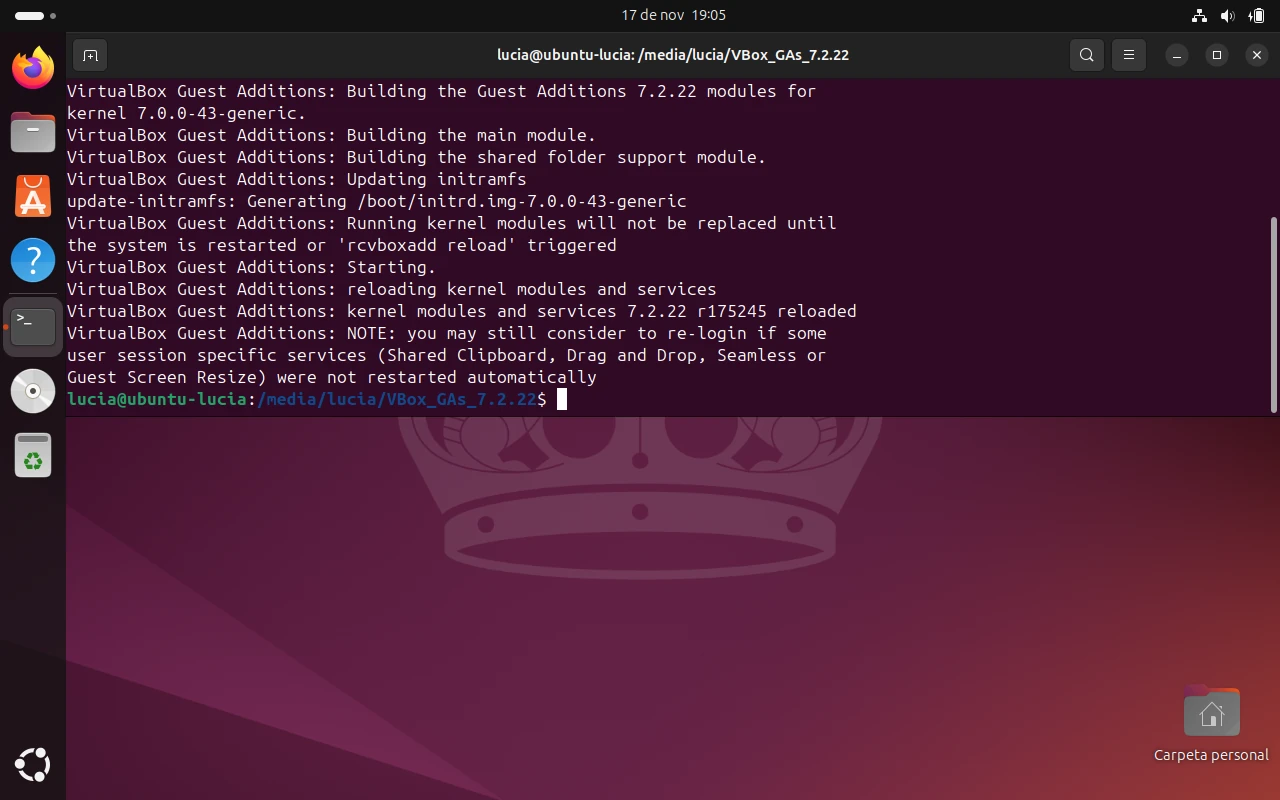 17 de nov 19:05
lucia@ubuntu-lucia: /media/lucia/VBox_GAs_7.2.22
VirtualBox Guest Additions: Building the Guest Additions 7.2.22 modules for
kernel 7.0.0-43-generic.
VirtualBox Guest Additions: Building the main module.
VirtualBox Guest Additions: Building the shared folder support module.
VirtualBox Guest Additions: Updating initramfs
update-initramfs: Generating /boot/initrd.img-7.0.0-43-generic
VirtualBox Guest Additions: Running kernel modules will not be replaced until
the system is restarted or 'rcvboxadd reload' triggered
VirtualBox Guest Additions: Starting.
VirtualBox Guest Additions: reloading kernel modules and services
VirtualBox Guest Additions: kernel modules and services 7.2.22 r175245 reloaded
VirtualBox Guest Additions: NOTE: you may still consider to re-login if some
user session specific services (Shared Clipboard, Drag and Drop, Seamless or
Guest Screen Resize) were not restarted automatically
lucia@ubuntu-lucia:/media/lucia/VBox_GAs_7.2.22$
Carpeta personal